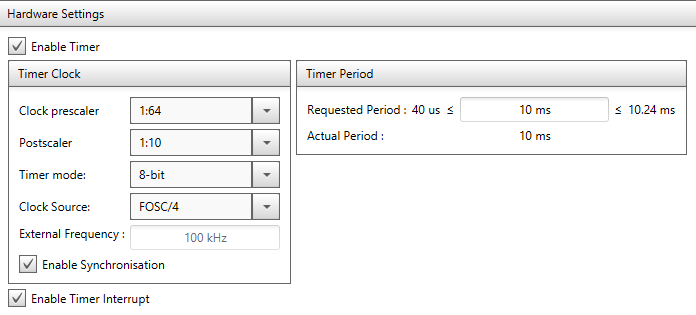 Hardware Settings
Enable Timer
Timer Clock
Clock prescaler 1:64
Postscaler 1:10
Timer mode: 8-bit
Clock Source: FOSC/4
External Frequency : 100 kHz
Enable Synchronisation
Timer Period
Requested Period : 40 us ≤ 10 ms ≤ 10.24 ms
Actual Period : 10 ms
Enable Timer Interrupt